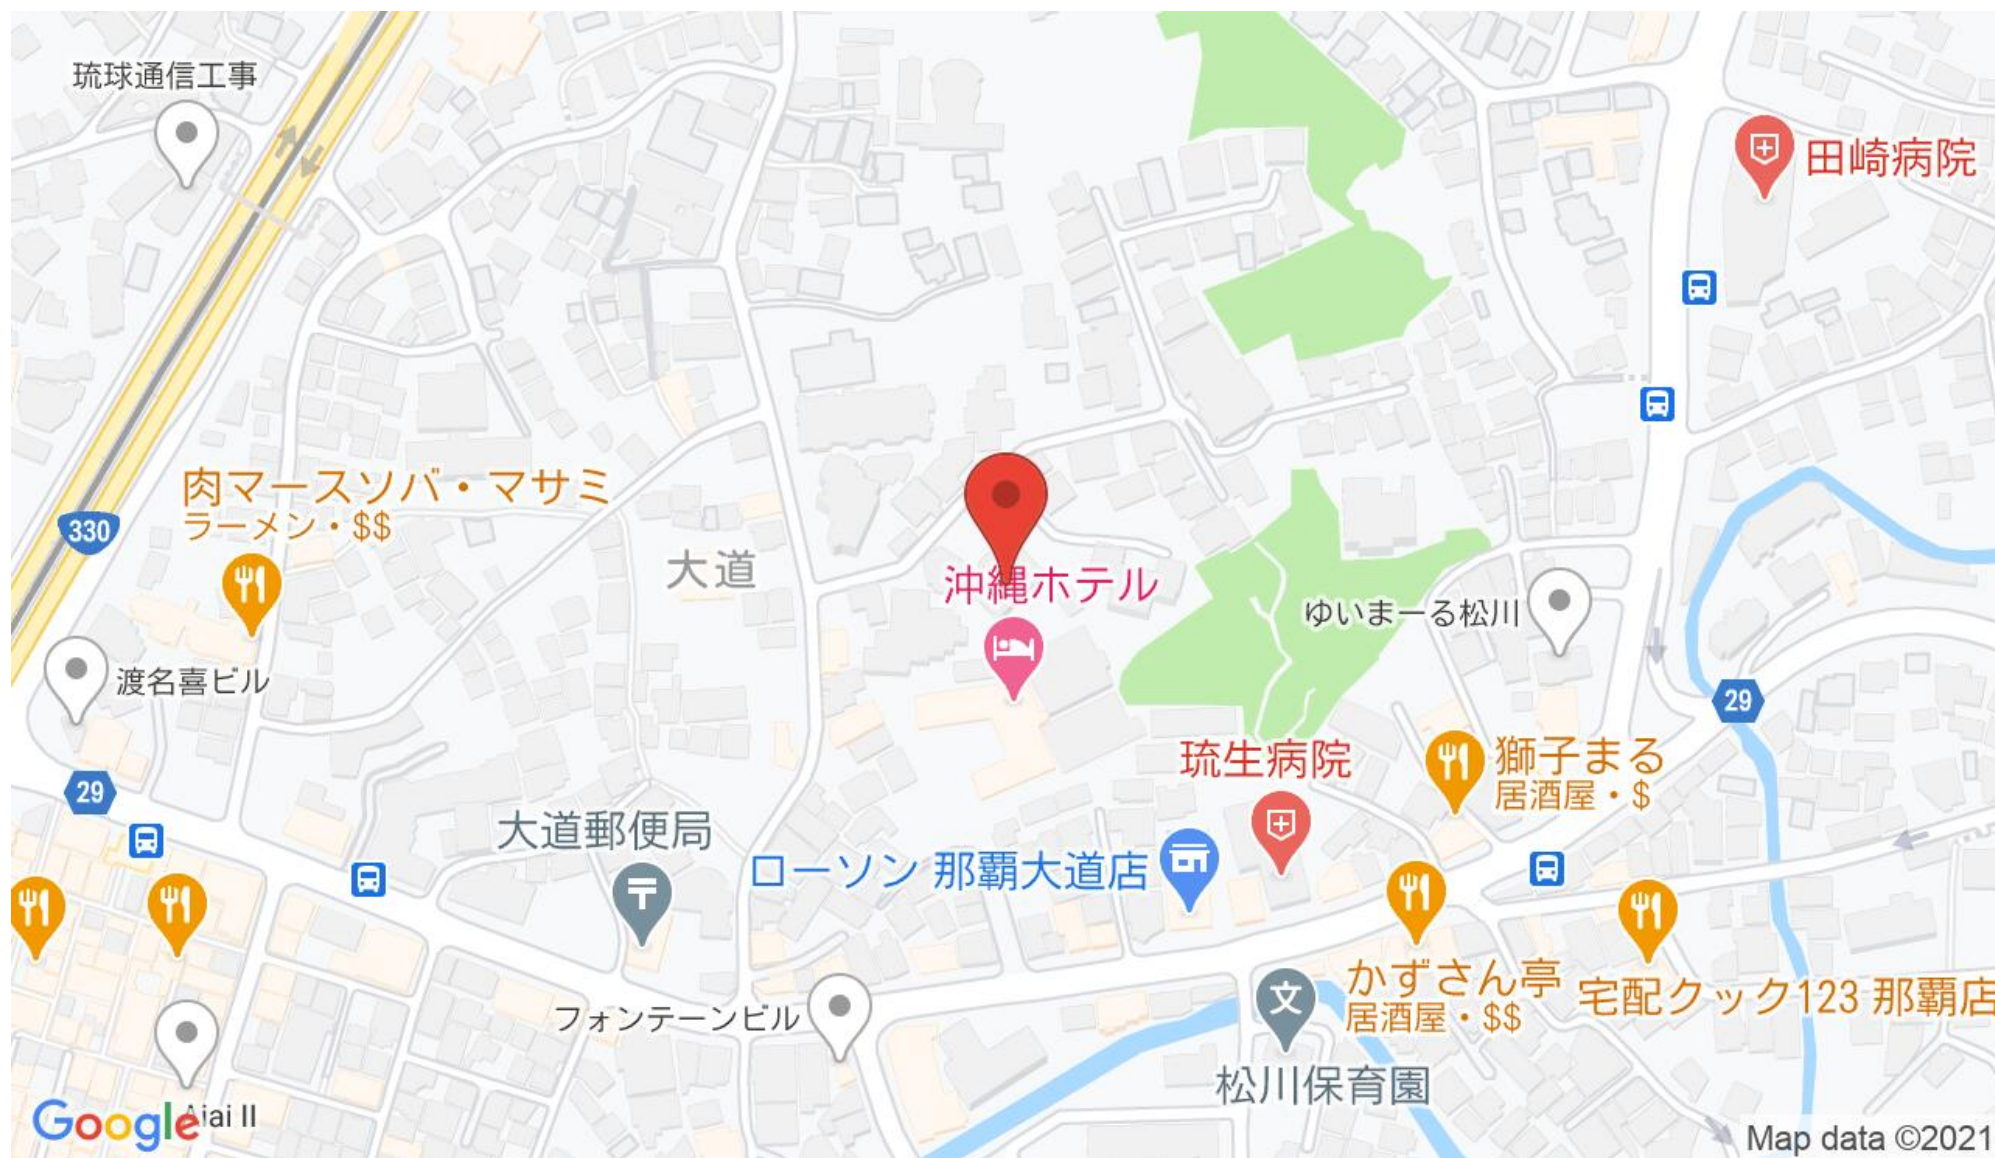 琉球通信工事
田崎病院
肉マースソバ・マサミ
ラーメン・$$
330
大道
沖縄ホテル
ゆいまーる松川
渡名喜ビル
29
琉生病院
獅子まる
居酒屋・$
29
大道郵便局
ローソン 那覇大道店
かずさん亭
居酒屋・$$
宅配クック123 那覇店
フォンテーンビル
文
松川保育園
Google
iai II
Map data ©2021